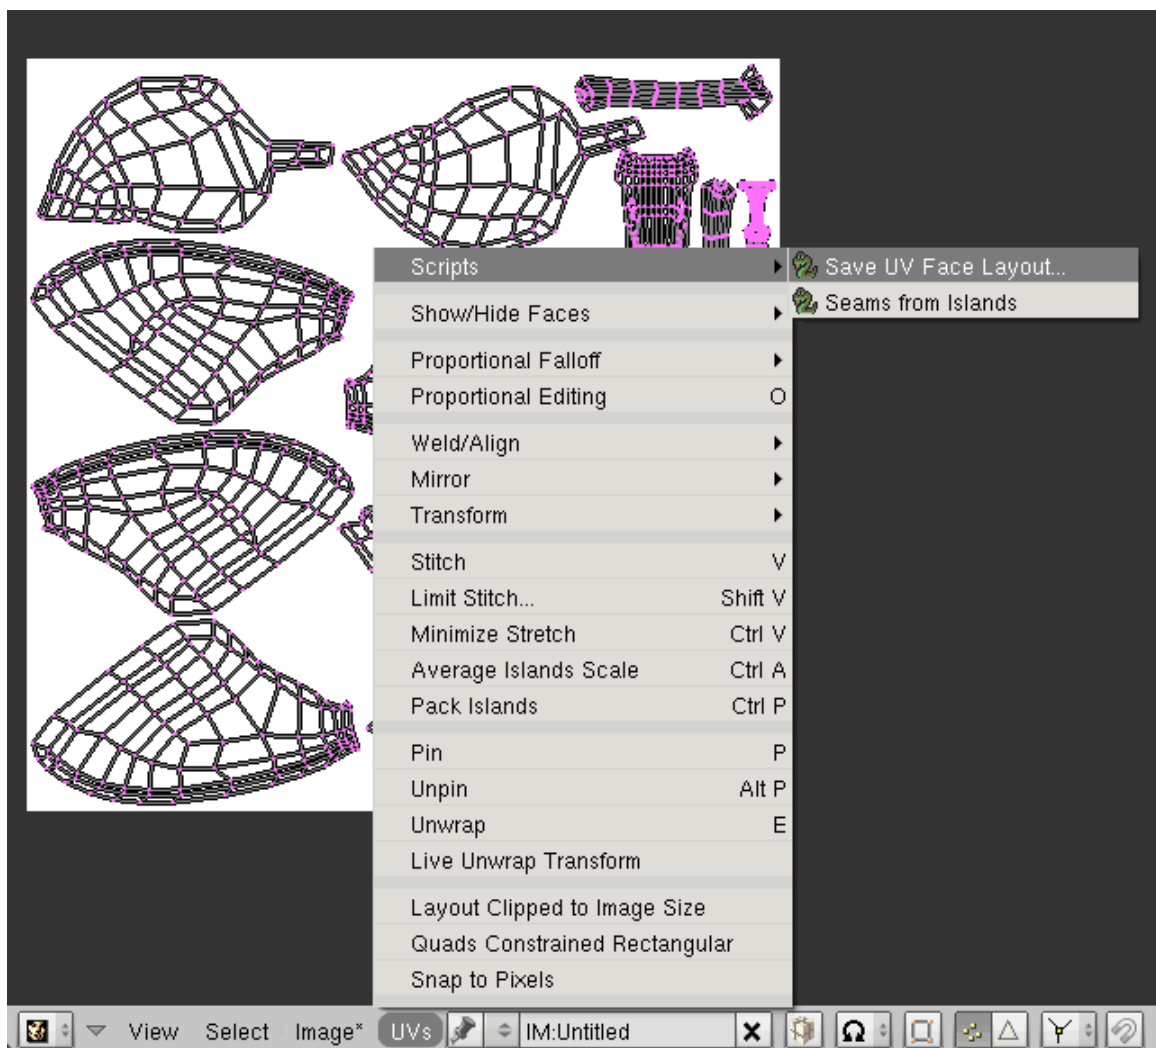 Scripts
Save UV Face Layout...
Seams from Islands
Show/Hide Faces
Proportional Falloff
Proportional Editing O
Weld/Align
Mirror
Transform
Stitch V
Limit Stitch... Shift V
Minimize Stretch Ctrl V
Average Islands Scale Ctrl A
Pack Islands Ctrl P
Pin P
Unpin Alt P
Unwrap E
Live Unwrap Transform
Layout Clipped to Image Size
Quads Constrained Rectangular
Snap to Pixels
View Select Image* UVs IM:Untitled